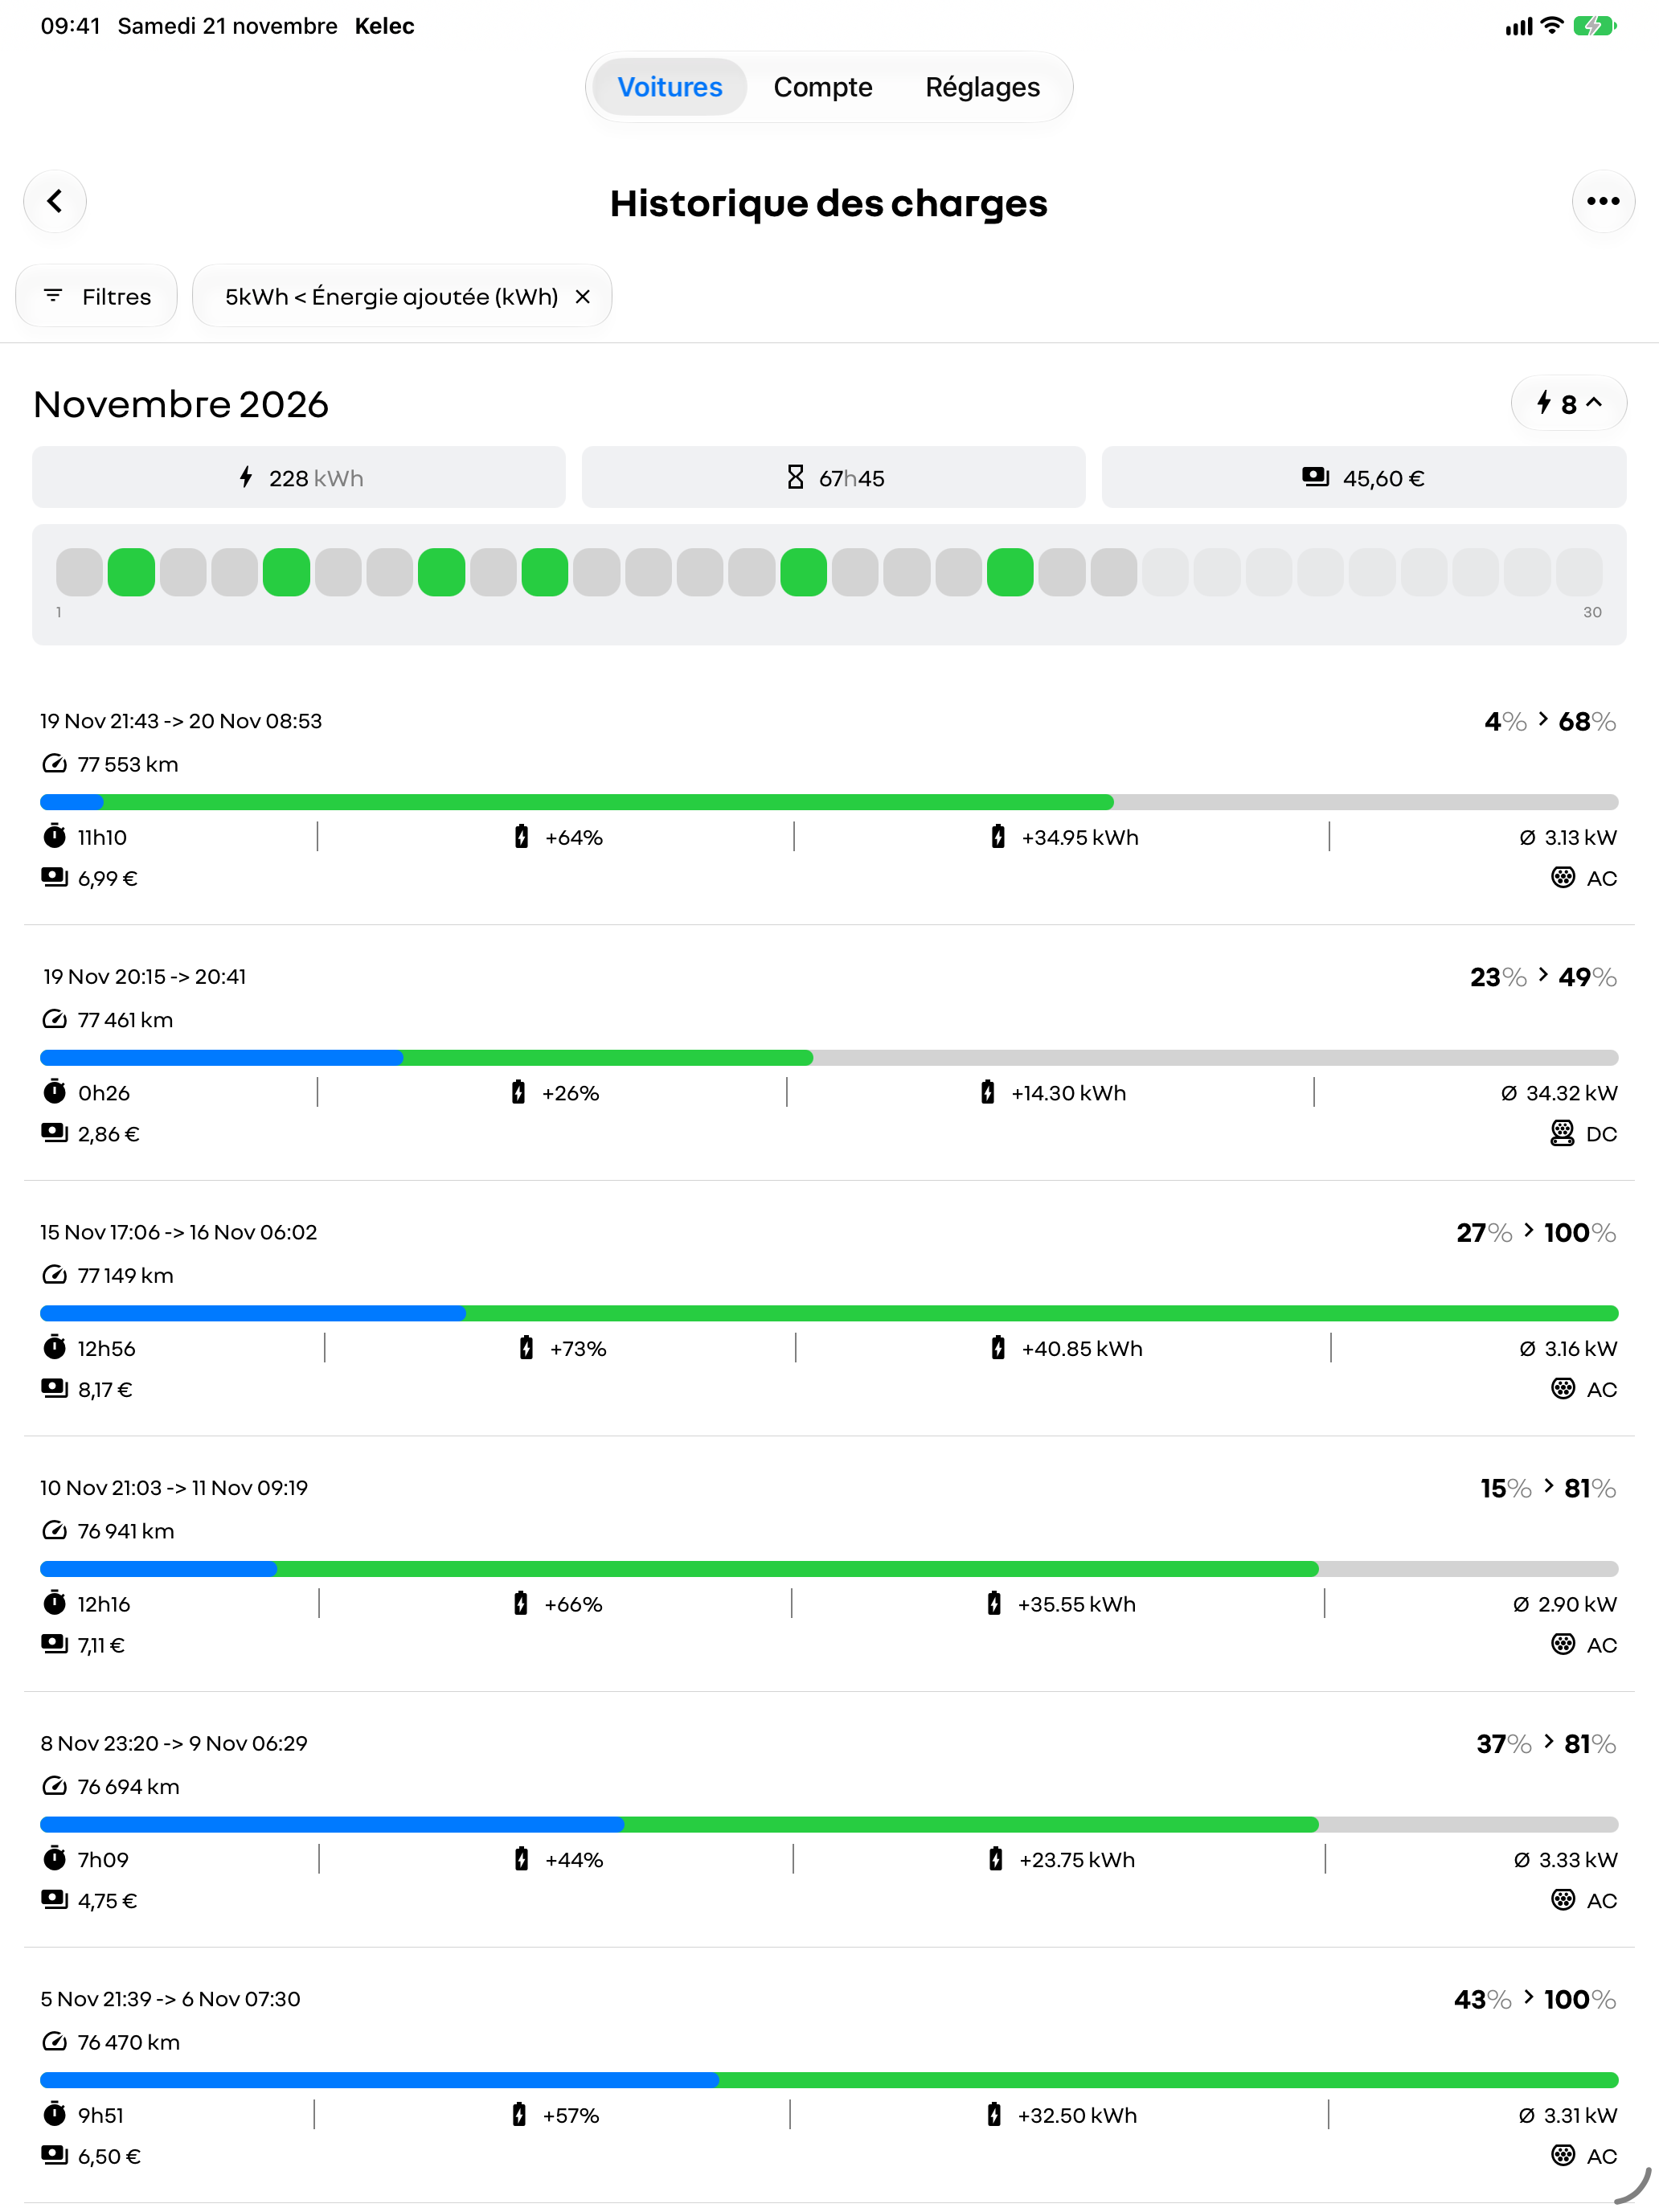 09:41 Samedi 21 novembre Kelec
Voitures Compte Réglages
Historique des charges
Filtres 5kWh < Énergie ajoutée (kWh)
Novembre 2026 8
228 kWh 67h45 45,60 €
1 30
19 Nov 21:43 -> 20 Nov 08:53 4% > 68%
77 553 km
11h10 +64% +34.95 kWh Ø 3.13 kW
6,99 € AC
19 Nov 20:15 -> 20:41 23% > 49%
77 461 km
0h26 +26% +14.30 kWh Ø 34.32 kW
2,86 € DC
15 Nov 17:06 -> 16 Nov 06:02 27% > 100%
77 149 km
12h56 +73% +40.85 kWh Ø 3.16 kW
8,17 € AC
10 Nov 21:03 -> 11 Nov 09:19 15% > 81%
76 941 km
12h16 +66% +35.55 kWh Ø 2.90 kW
7,11 € AC
8 Nov 23:20 -> 9 Nov 06:29 37% > 81%
76 694 km
7h09 +44% +23.75 kWh Ø 3.33 kW
4,75 € AC
5 Nov 21:39 -> 6 Nov 07:30 43% > 100%
76 470 km
9h51 +57% +32.50 kWh Ø 3.31 kW
6,50 € AC